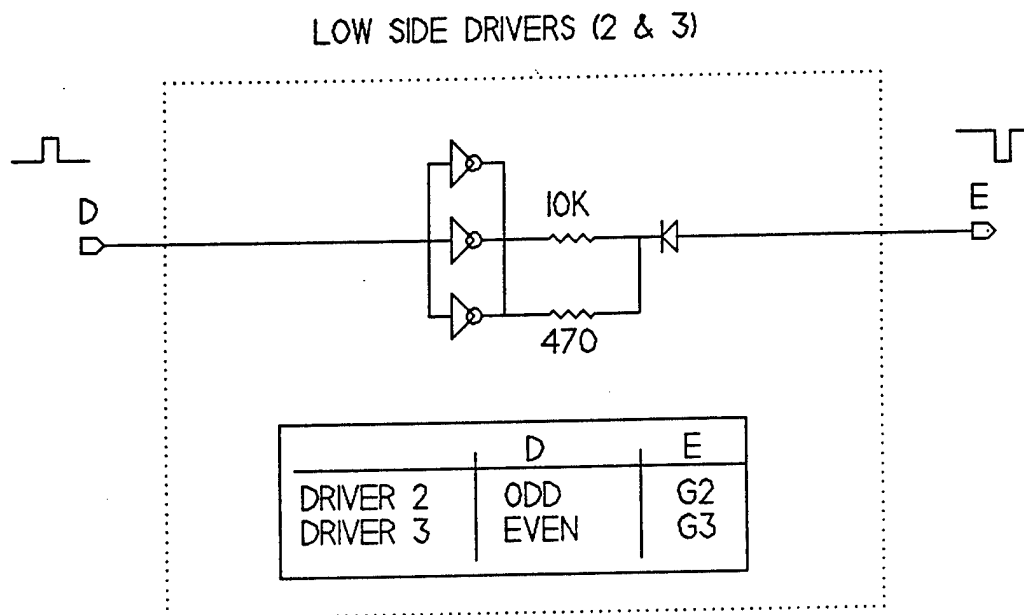 LOW SIDE DRIVERS (2 & 3)
D
E
10K
470
D E
DRIVER 2 ODD G2
DRIVER 3 EVEN G3